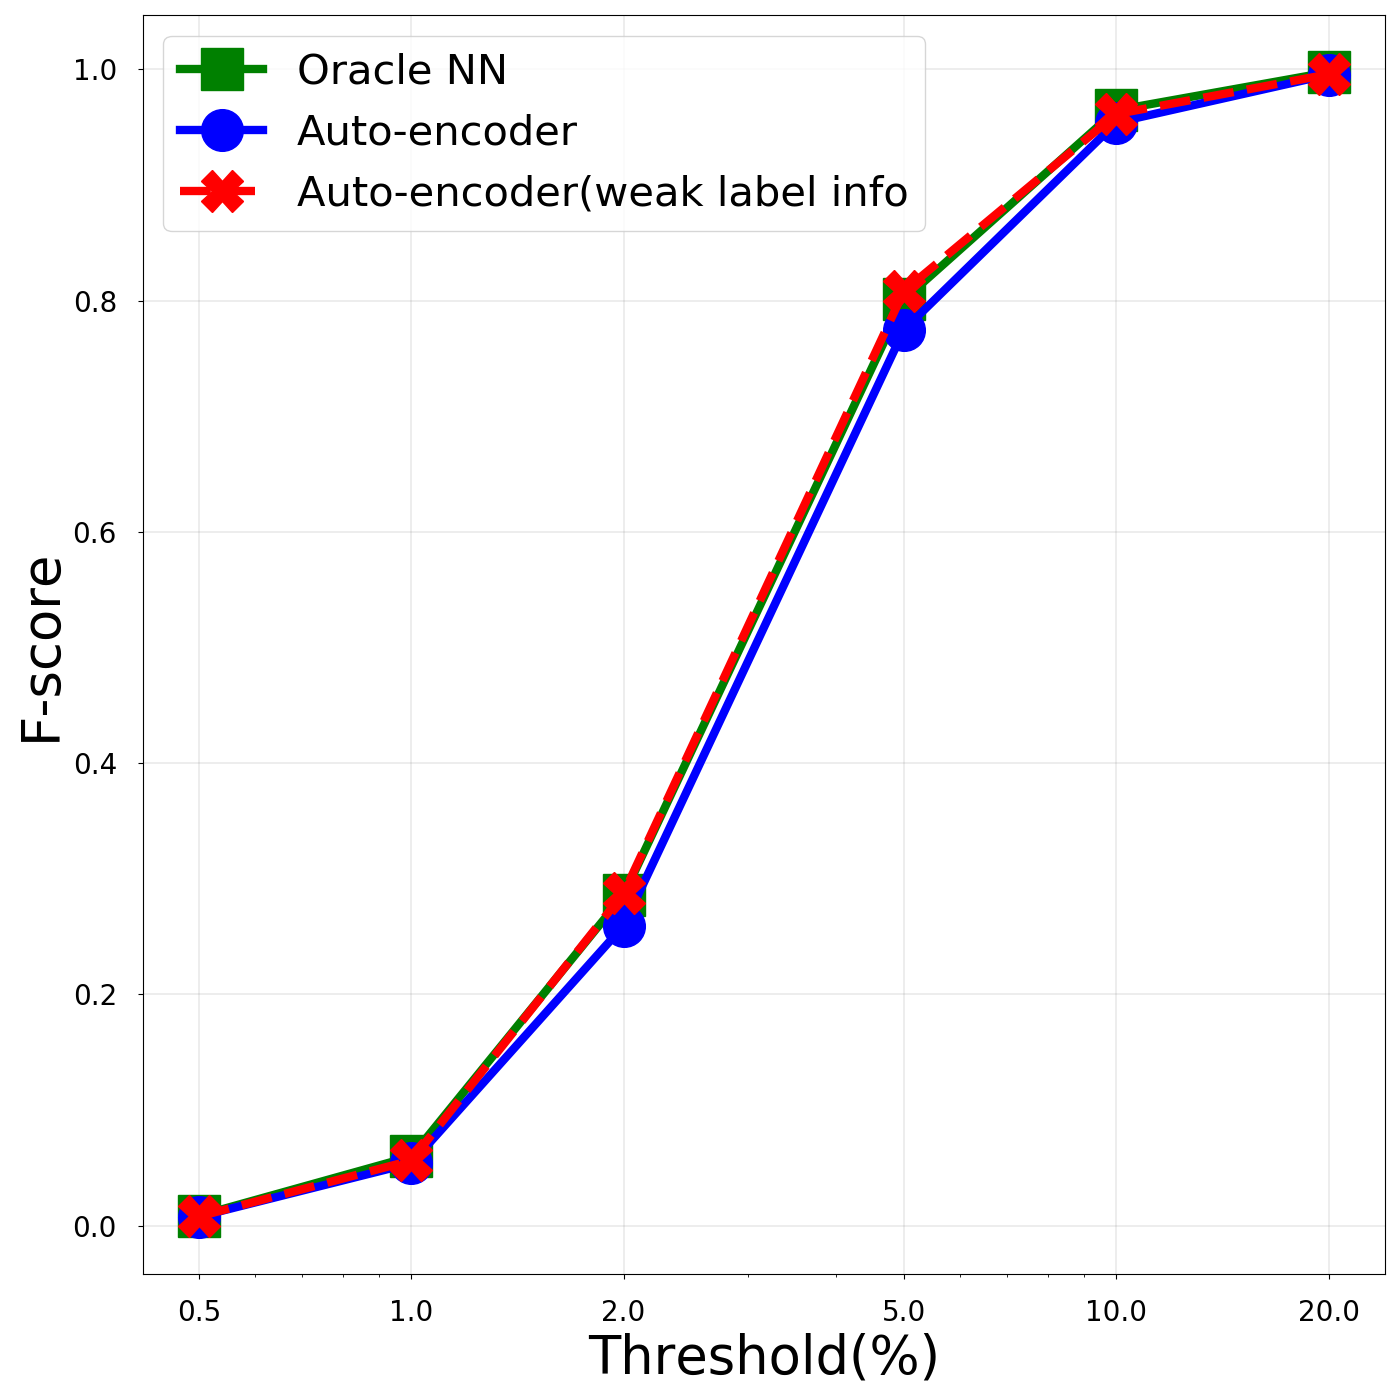 Oracle NN
Auto-encoder
Auto-encoder(weak label info
1.0
0.8
0.6
0.4
0.2
0.0
F-score
0.5 1.0 2.0 5.0 10.0 20.0
Threshold(%)